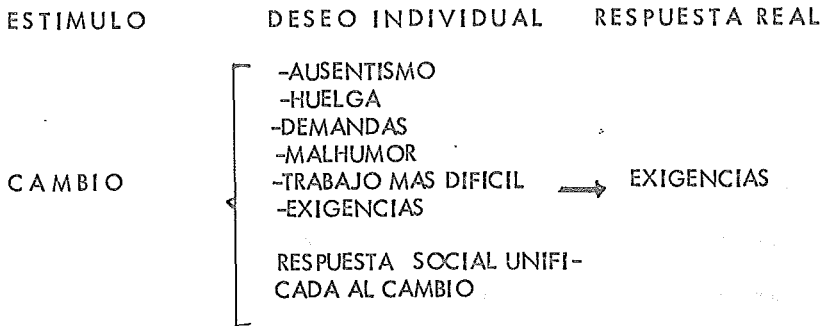 ESTIMULO DESEO INDIVIDUAL RESPUESTA REAL
-AUSENTISMO
-HUELGA
-DEMANDAS
-MALHUMOR
CAMBIO -TRABAJO MAS DIFICIL → EXIGENCIAS
-EXIGENCIAS
RESPUESTA SOCIAL UNIFI-
CADA AL CAMBIO